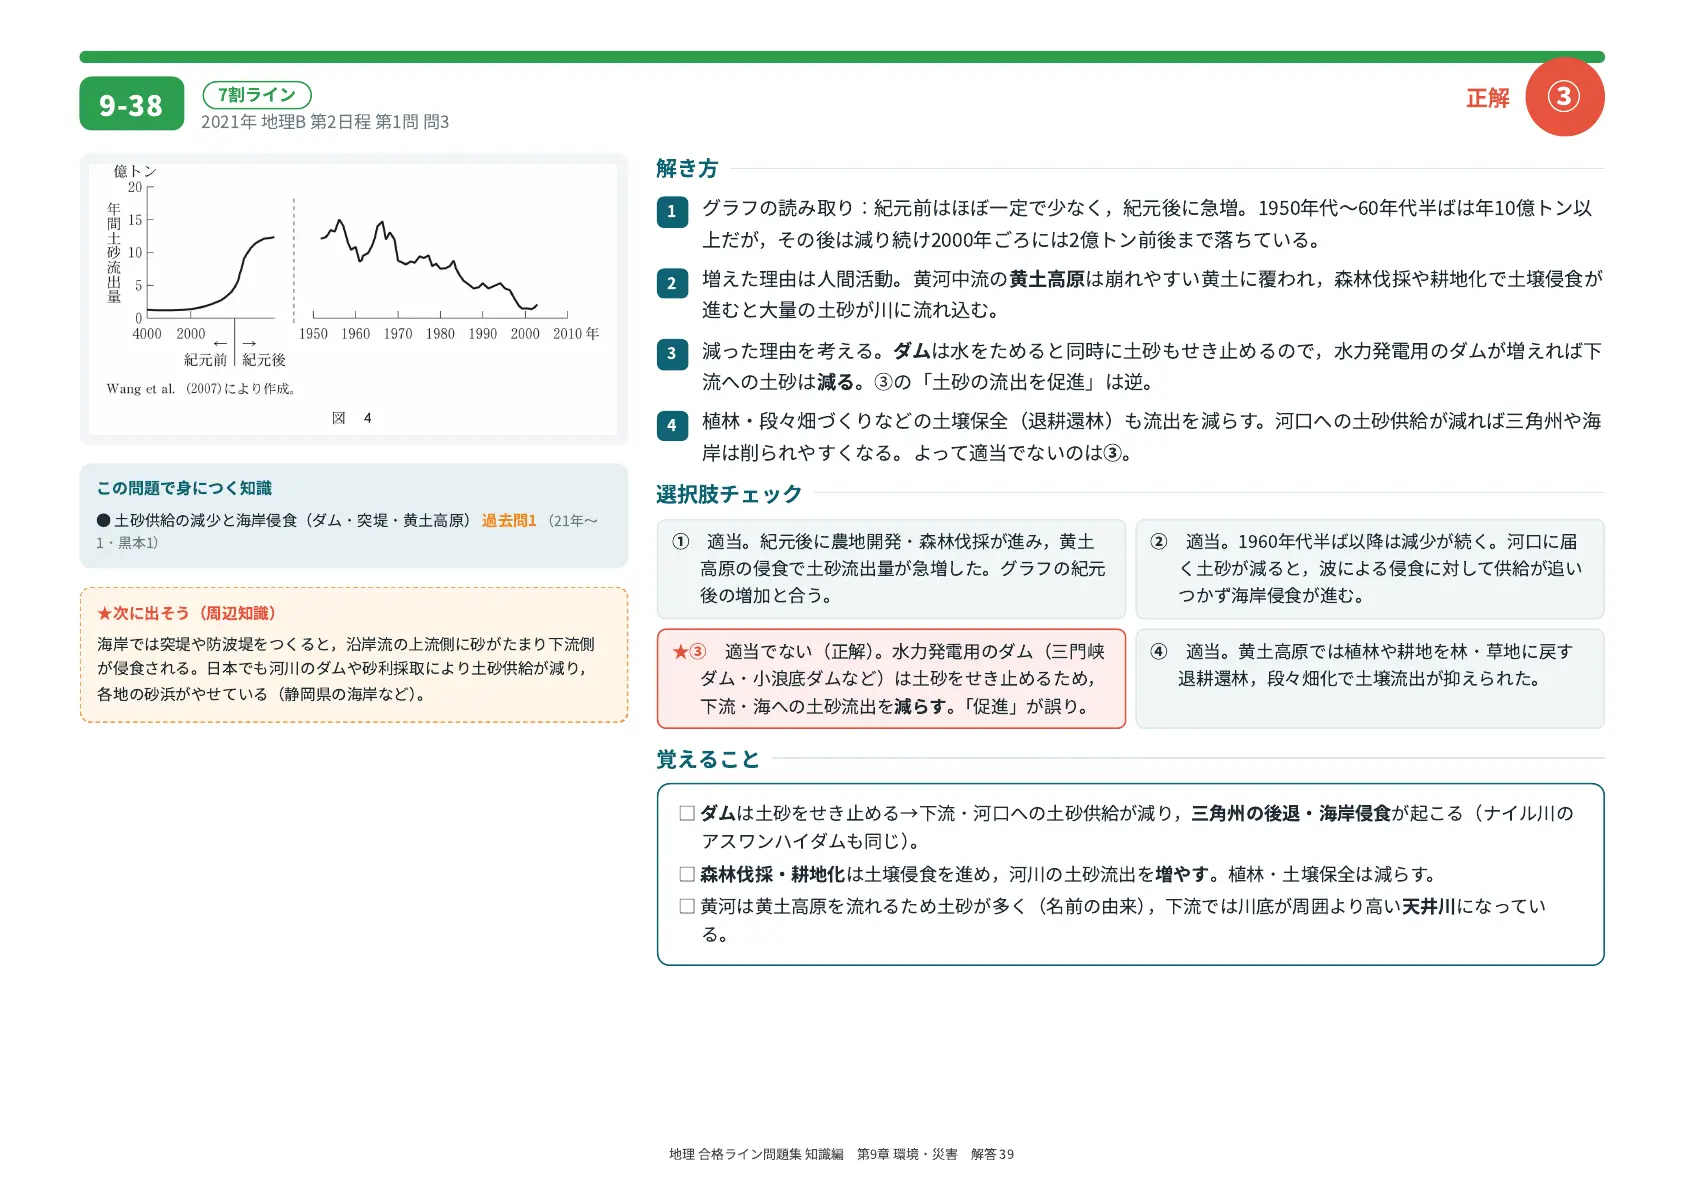 9-38
7割ライン
2021年 地理B 第2日程 第1問 問3
正解 ③
億トン
年間土砂流出量
20
15
10
5
0
4000 2000
← →
紀元前 紀元後
1950 1960 1970 1980 1990 2000 2010 年
Wang et al. (2007)により作成。
図 4
この問題で身につく知識
● 土砂供給の減少と海岸侵食（ダム・突堤・黄土高原） 過去問1 （21年〜
1・黒本1）
★次に出そう（周辺知識）
海岸では突堤や防波堤をつくると，沿岸流の上流側に砂がたまり下流側
が侵食される。日本でも河川のダムや砂利採取により土砂供給が減り，
各地の砂浜がやせている（静岡県の海岸など）。
解き方
1 グラフの読み取り：紀元前はほぼ一定で少なく，紀元後に急増。1950年代〜60年代半ばは年10億トン以
上だが，その後は減り続け2000年ごろには2億トン前後まで落ちている。
2 増えた理由は人間活動。黄河中流の黄土高原は崩れやすい黄土に覆われ，森林伐採や耕地化で土壌侵食が
進むと大量の土砂が川に流れ込む。
3 減った理由を考える。ダムは水をためると同時に土砂もせき止めるので，水力発電用のダムが増えれば下
流への土砂は減る。③の「土砂の流出を促進」は逆。
4 植林・段々畑づくりなどの土壌保全（退耕還林）も流出を減らす。河口への土砂供給が減れば三角州や海
岸は削られやすくなる。よって適当でないのは③。
選択肢チェック
① 適当。紀元後に農地開発・森林伐採が進み，黄土
高原の侵食で土砂流出量が急増した。グラフの紀元
後の増加と合う。
② 適当。1960年代半ば以降は減少が続く。河口に届
く土砂が減ると，波による侵食に対して供給が追い
つかず海岸侵食が進む。
★③ 適当でない（正解）。水力発電用のダム（三門峡
ダム・小浪底ダムなど）は土砂をせき止めるため，
下流・海への土砂流出を減らす。「促進」が誤り。
④ 適当。黄土高原では植林や耕地を林・草地に戻す
退耕還林，段々畑化で土壌流出が抑えられた。
覚えること
□ ダムは土砂をせき止める→下流・河口への土砂供給が減り，三角州の後退・海岸侵食が起こる（ナイル川の
アスワンハイダムも同じ）。
□ 森林伐採・耕地化は土壌侵食を進め，河川の土砂流出を増やす。植林・土壌保全は減らす。
□ 黄河は黄土高原を流れるため土砂が多く（名前の由来），下流では川底が周囲より高い天井川になってい
る。
地理 合格ライン問題集 知識編 第9章 環境・災害 解答 39